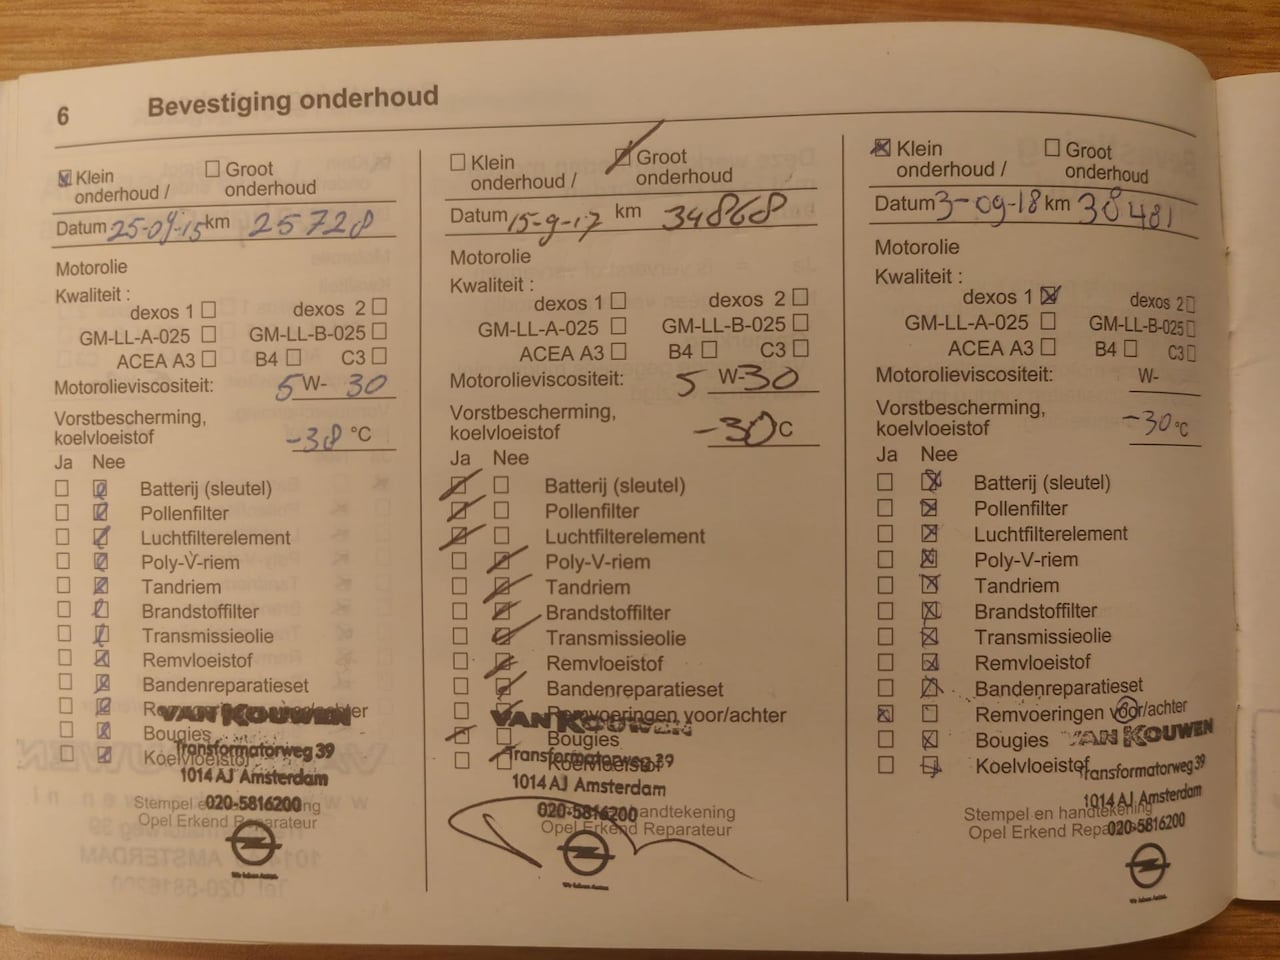 6 Bevestiging onderhoud
Klein onderhoud /
Groot onderhoud
Datum 25-09-15 km 25728
Motorolie
Kwaliteit :
dexos 1 dexos 2
GM-LL-A-025 GM-LL-B-025
ACEA A3 B4 C3
Motorolieviscositeit: 5 W- 30
Vorstbescherming,
koelvloeistof -38 °C
Ja Nee
Batterij (sleutel)
Pollenfilter
Luchtfilterelement
Poly-V-riem
Tandriem
Brandstoffilter
Transmissieolie
Remvloeistof
Bandenreparatieset
VAN KOUWEN
Bougies
Transformatorweg 39
Koelvloeistof
1014 AJ Amsterdam
020-5816200
Opel Erkend Reparateur
Klein onderhoud /
Groot onderhoud
Datum 15-9-17 km 34868
Motorolie
Kwaliteit :
dexos 1 dexos 2
GM-LL-A-025 GM-LL-B-025
ACEA A3 B4 C3
Motorolieviscositeit: 5 W-30
Vorstbescherming,
koelvloeistof -30 C
Ja Nee
Batterij (sleutel)
Pollenfilter
Luchtfilterelement
Poly-V-riem
Tandriem
Brandstoffilter
Transmissieolie
Remvloeistof
Bandenreparatieset
Remvoeringen voor/achter
VAN KOUWEN
Bougies
Transformatorweg 39
Koelvloeistof
1014 AJ Amsterdam
020-5816200
handtekening
Opel Erkend Reparateur
Klein onderhoud /
Groot onderhoud
Datum 3-09-18 km 38481
Motorolie
Kwaliteit :
dexos 1 dexos 2
GM-LL-A-025 GM-LL-B-025
ACEA A3 B4 C3
Motorolieviscositeit: W-
Vorstbescherming,
koelvloeistof -30 °C
Ja Nee
Batterij (sleutel)
Pollenfilter
Luchtfilterelement
Poly-V-riem
Tandriem
Brandstoffilter
Transmissieolie
Remvloeistof
Bandenreparatieset
Remvoeringen voor/achter
Bougies
VAN KOUWEN
Koelvloeistof
Transformatorweg 39
1014 AJ Amsterdam
Stempel en handtekening
Opel Erkend
020-5816200